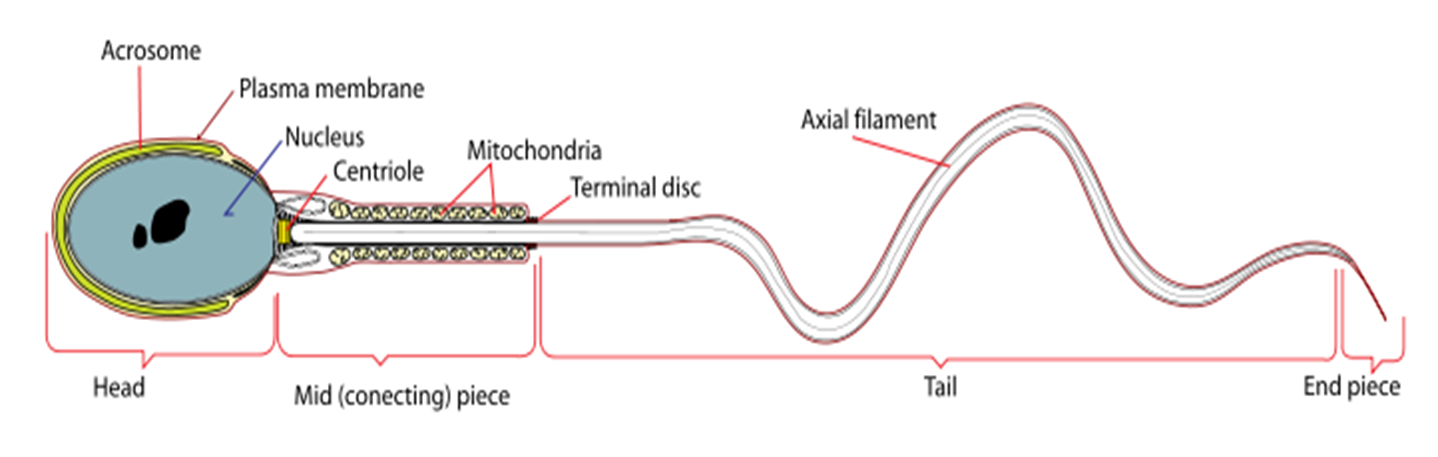 Acrosome
Plasma membrane
Nucleus
Centriole
Mitochondria
Terminal disc
Axial filament
Head
Mid (conecting) piece
Tail
End piece